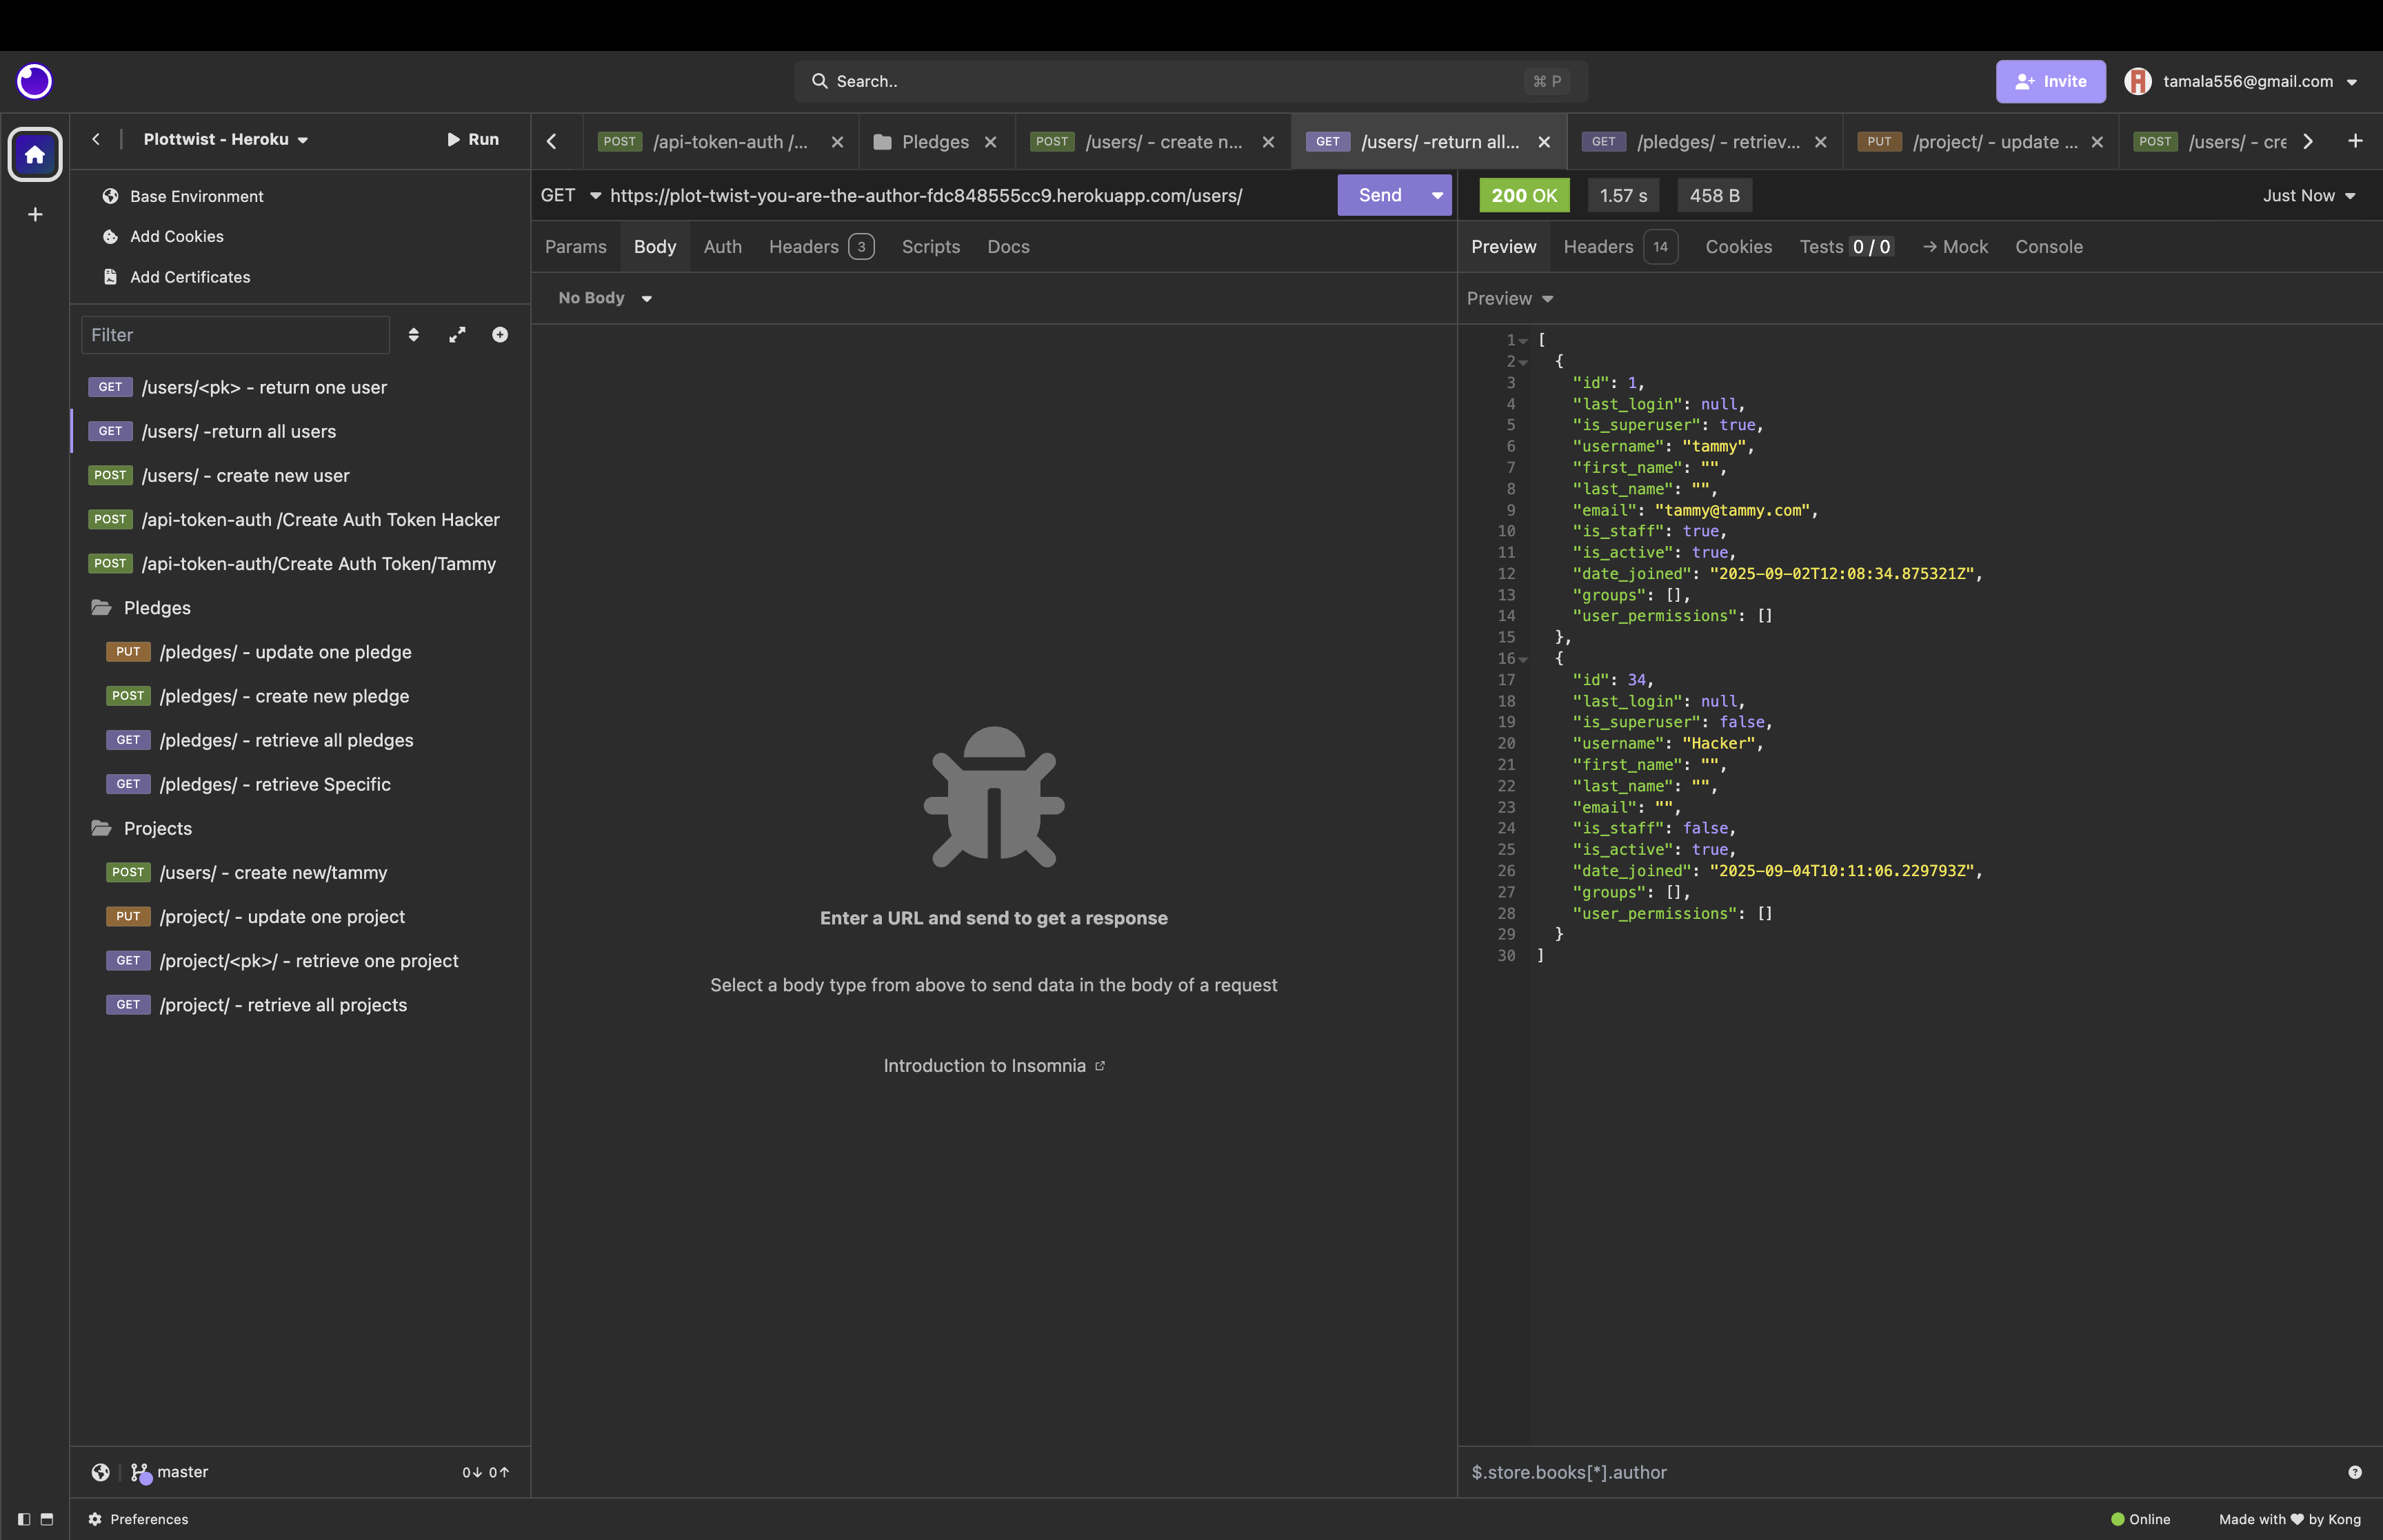 Search..
⌘ P
Invite
tamala556@gmail.com
Plottwist - Heroku
Run
POST /api-token-auth /...
Pledges
POST /users/ - create n...
GET /users/ -return all...
GET /pledges/ - retriev...
PUT /project/ - update ...
POST /users/ - cre
Base Environment
Add Cookies
Add Certificates
Filter
GET /users/<pk> - return one user
GET /users/ -return all users
POST /users/ - create new user
POST /api-token-auth /Create Auth Token Hacker
POST /api-token-auth/Create Auth Token/Tammy
Pledges
PUT /pledges/ - update one pledge
POST /pledges/ - create new pledge
GET /pledges/ - retrieve all pledges
GET /pledges/ - retrieve Specific
Projects
POST /users/ - create new/tammy
PUT /project/ - update one project
GET /project/<pk>/ - retrieve one project
GET /project/ - retrieve all projects
master
0↓ 0↑
GET https://plot-twist-you-are-the-author-fdc848555cc9.herokuapp.com/users/
Send
Params Body Auth Headers 3 Scripts Docs
No Body
Enter a URL and send to get a response
Select a body type from above to send data in the body of a request
Introduction to Insomnia
200 OK 1.57 s 458 B
Just Now
Preview Headers 14 Cookies Tests 0 / 0 → Mock Console
Preview
1 [
2 {
3 "id": 1,
4 "last_login": null,
5 "is_superuser": true,
6 "username": "tammy",
7 "first_name": "",
8 "last_name": "",
9 "email": "tammy@tammy.com",
10 "is_staff": true,
11 "is_active": true,
12 "date_joined": "2025-09-02T12:08:34.875321Z",
13 "groups": [],
14 "user_permissions": []
15 },
16 {
17 "id": 34,
18 "last_login": null,
19 "is_superuser": false,
20 "username": "Hacker",
21 "first_name": "",
22 "last_name": "",
23 "email": "",
24 "is_staff": false,
25 "is_active": true,
26 "date_joined": "2025-09-04T10:11:06.229793Z",
27 "groups": [],
28 "user_permissions": []
29 }
30 ]
$.store.books[*].author
Preferences
Online
Made with ♥ by Kong